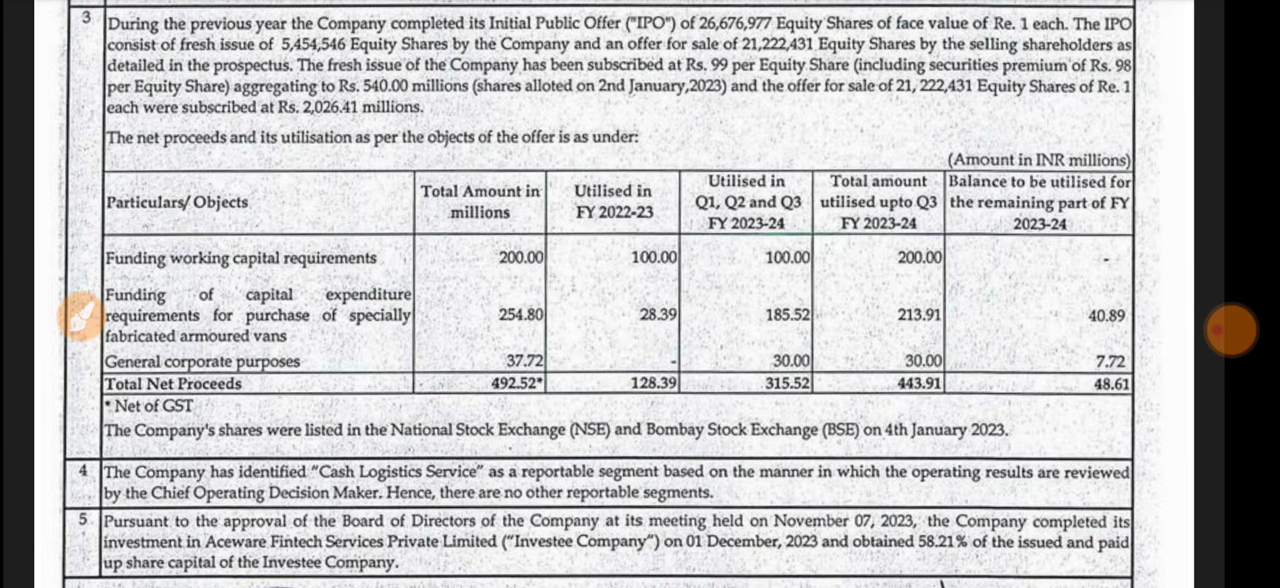 3
During the previous year the Company completed its Initial Public Offer ("IPO") of 26,676,977 Equity Shares of face value of Re. 1 each. The IPO
consist of fresh issue of 5,454,546 Equity Shares by the Company and an offer for sale of 21,222,431 Equity Shares by the selling shareholders as
detailed in the prospectus. The fresh issue of the Company has been subscribed at Rs. 99 per Equity Share (including securities premium of Rs. 98
per Equity Share) aggregating to Rs. 540.00 millions (shares alloted on 2nd January,2023) and the offer for sale of 21, 222,431 Equity Shares of Re. 1
each were subscribed at Rs. 2,026.41 millions.
The net proceeds and its utilisation as per the objects of the offer is as under:
(Amount in INR millions)
Particulars/ Objects
Total Amount in
millions
Utilised in
FY 2022-23
Utilised in
Q1, Q2 and Q3
FY 2023-24
Total amount
utilised upto Q3
FY 2023-24
Balance to be utilised for
the remaining part of FY
2023-24
Funding working capital requirements 200.00 100.00 100.00 200.00 -
Funding of capital expenditure
requirements for purchase of specially 254.80 28.39 185.52 213.91 40.89
fabricated armoured vans
General corporate purposes 37.72 - 30.00 30.00 7.72
Total Net Proceeds 492.52* 128.39 315.52 443.91 48.61
* Net of GST
The Company's shares were listed in the National Stock Exchange (NSE) and Bombay Stock Exchange (BSE) on 4th January 2023.
4
The Company has identified "Cash Logistics Service" as a reportable segment based on the manner in which the operating results are reviewed
by the Chief Operating Decision Maker. Hence, there are no other reportable segments.
5
Pursuant to the approval of the Board of Directors of the Company at its meeting held on November 07, 2023, the Company completed its
investment in Aceware Fintech Services Private Limited ("Investee Company") on 01 December, 2023 and obtained 58.21% of the issued and paid
up share capital of the Investee Company.